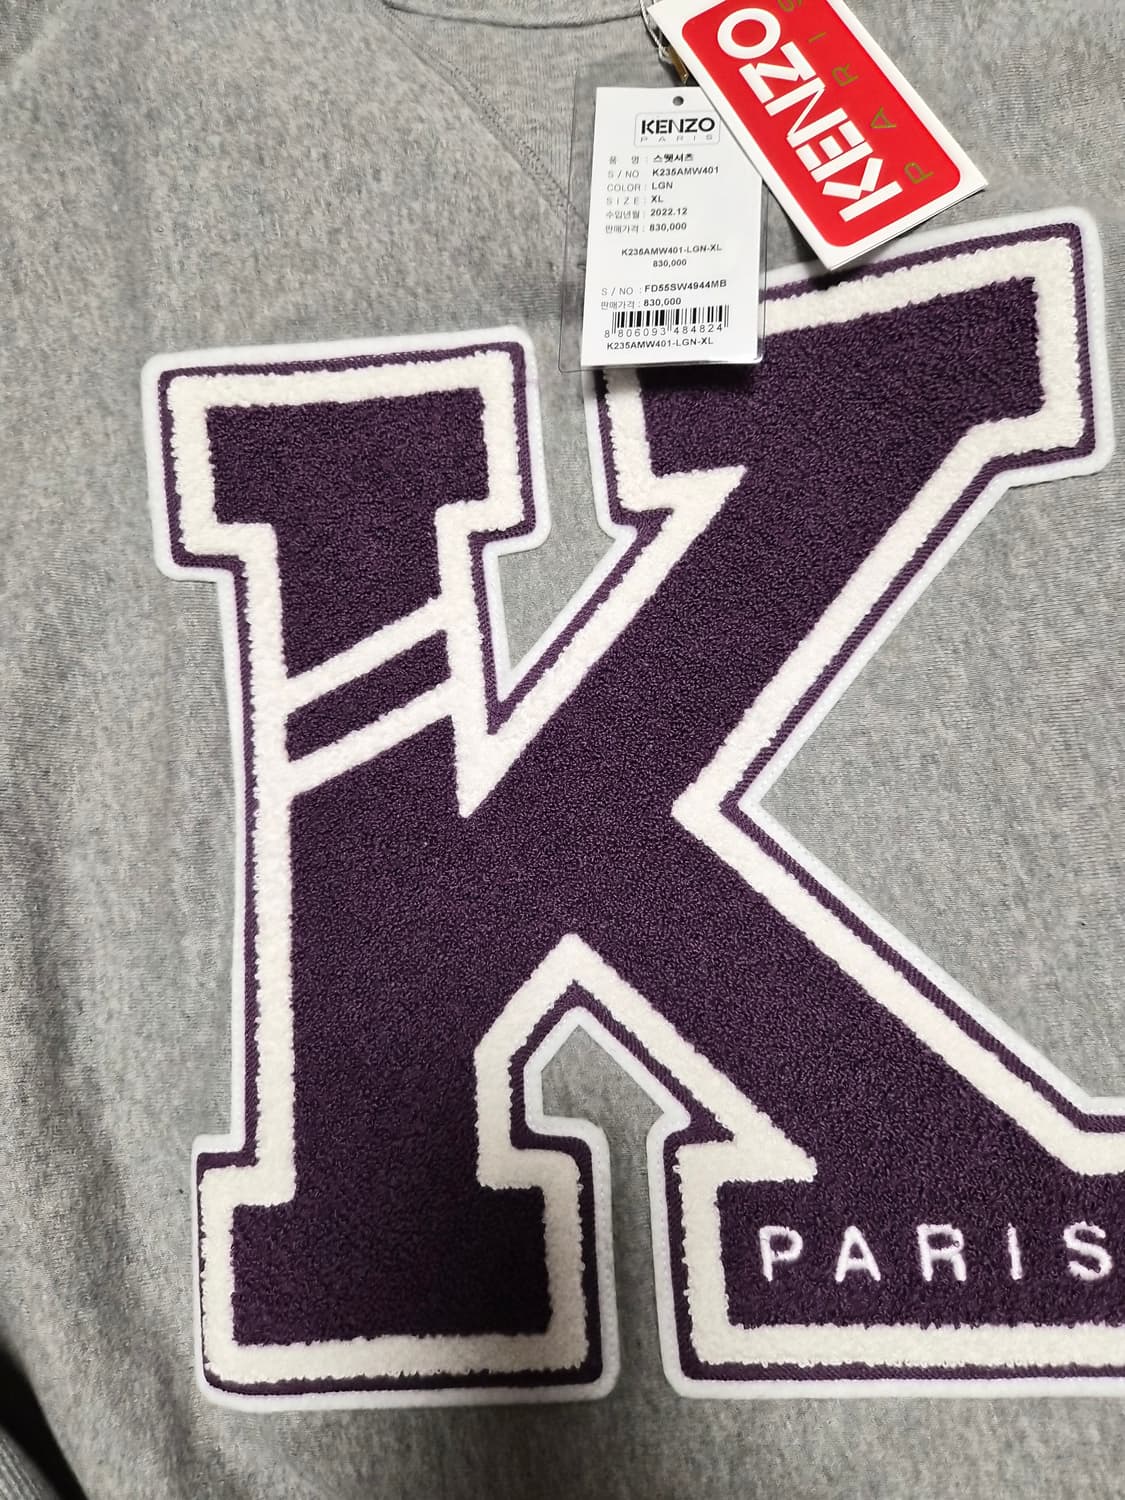 KENZO
PARIS
KENZO
PARIS
품 명 : 스웻셔츠
S / NO K235AMW401
COLOR : LGN
SIZE : XL
수입년월 : 2022.12
판매가격 : 830,000
K235AMW401-LGN-XL
830,000
S / NO : FD55SW4944MB
판매가격 : 830,000
8 806093 484824
K235AMW401-LGN-XL
K
PARIS